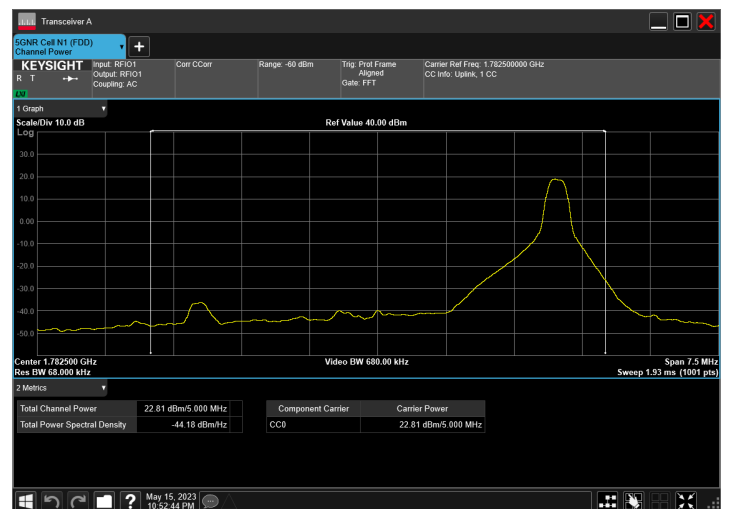 Transceiver A
5GNR Cell N1 (FDD)
Channel Power
+
KEYSIGHT
R T
LXI
Input: RFIO1
Output: RFIO1
Coupling: AC
Corr CCorr
Range: -60 dBm
Trig: Prot Frame
Aligned
Gate: FFT
Carrier Ref Freq: 1.782500000 GHz
CC Info: Uplink, 1 CC
1 Graph
Scale/Div 10.0 dB
Ref Value 40.00 dBm
Log
30.0
20.0
10.0
0.00
-10.0
-20.0
-30.0
-40.0
-50.0
Center 1.782500 GHz
Video BW 680.00 kHz
Span 7.5 MHz
Res BW 68.000 kHz
Sweep 1.93 ms (1001 pts)
2 Metrics
Total Channel Power 22.81 dBm/5.000 MHz
Total Power Spectral Density -44.18 dBm/Hz
Component Carrier Carrier Power
CC0 22.81 dBm/5.000 MHz
?
May 15, 2023
10:52:44 PM